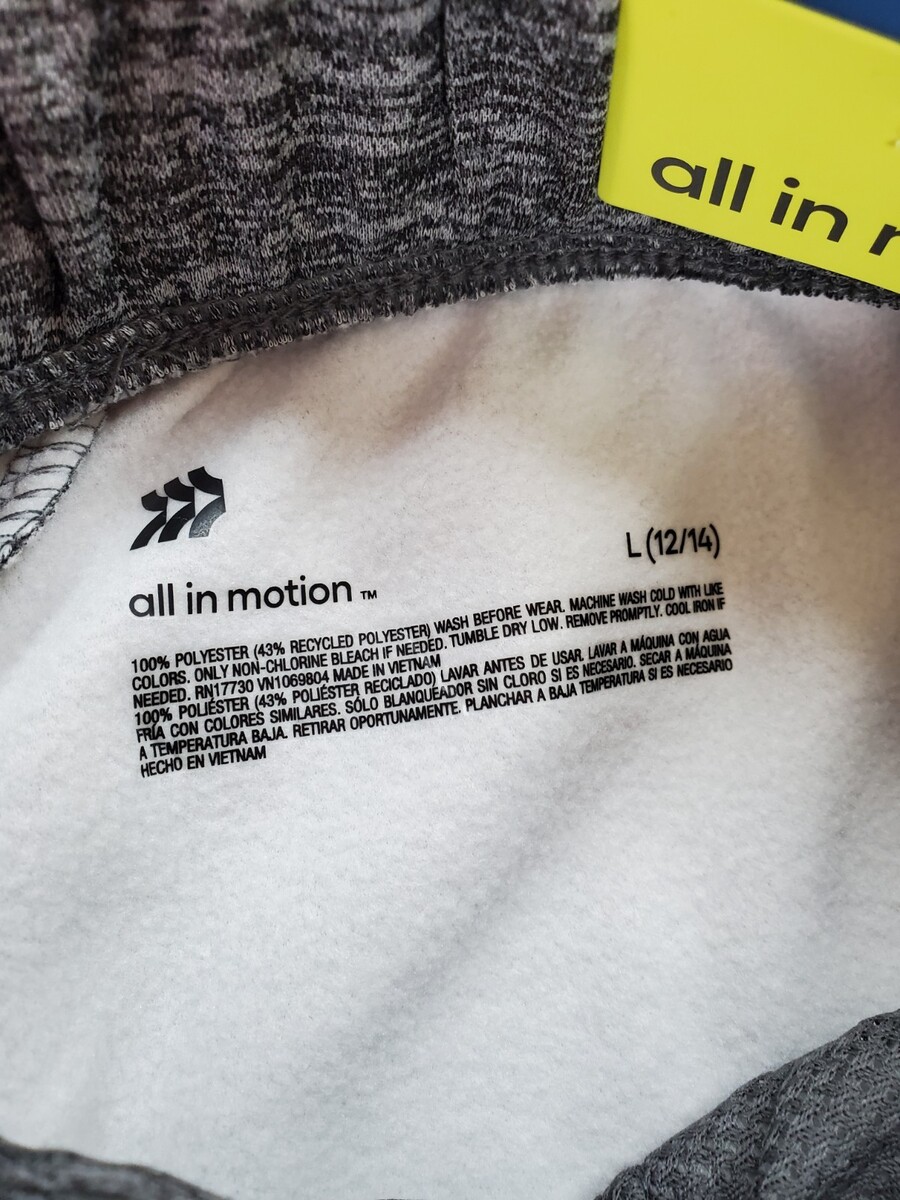 all in
L (12/14)
all in motion ™
100% POLYESTER (43% RECYCLED POLYESTER) WASH BEFORE WEAR. MACHINE WASH COLD WITH LIKE
COLORS. ONLY NON-CHLORINE BLEACH IF NEEDED. TUMBLE DRY LOW. REMOVE PROMPTLY. COOL IRON IF
NEEDED. RN17730 VN1069804 MADE IN VIETNAM
100% POLIÉSTER (43% POLIÉSTER RECICLADO) LAVAR ANTES DE USAR. LAVAR A MÁQUINA CON AGUA
FRÍA CON COLORES SIMILARES. SÓLO BLANQUEADOR SIN CLORO SI ES NECESARIO. SECAR A MÁQUINA
A TEMPERATURA BAJA. RETIRAR OPORTUNAMENTE. PLANCHAR A BAJA TEMPERATURA SI ES NECESARIO
HECHO EN VIETNAM